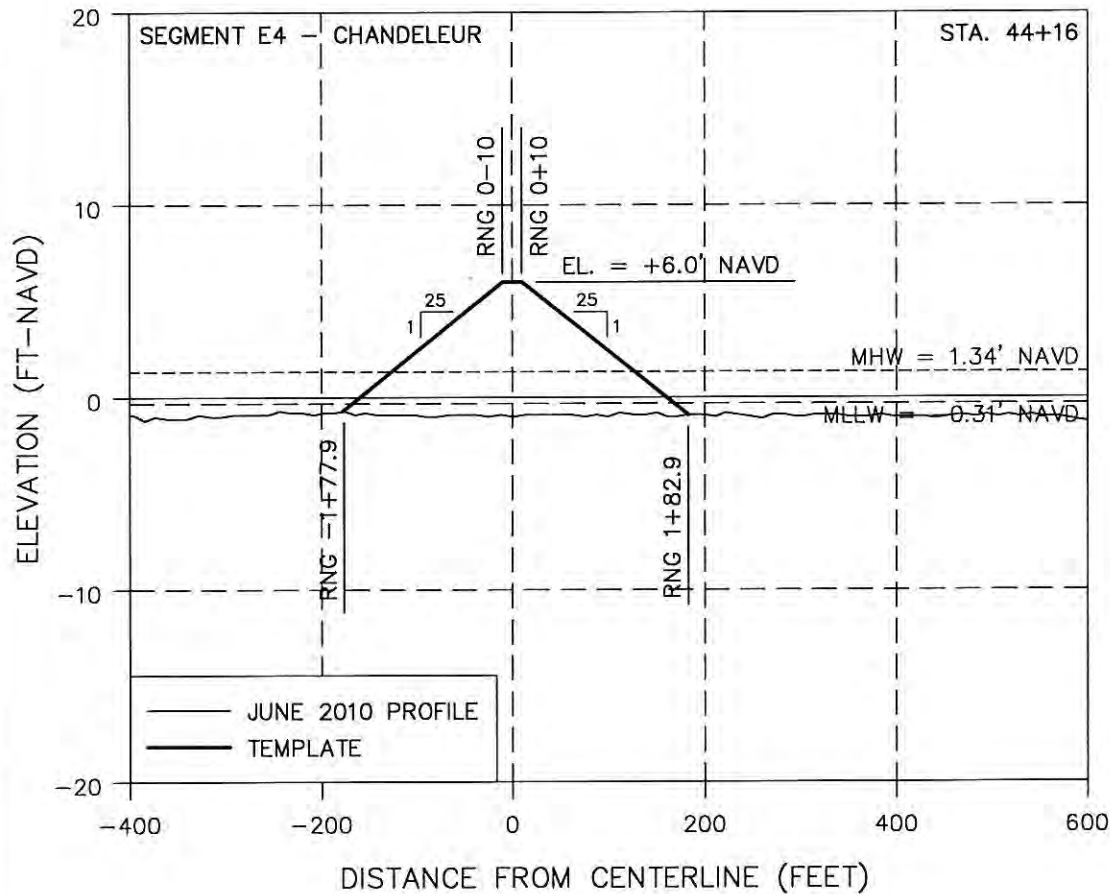 SEGMENT E4 - CHANDELEUR
STA. 44+16
20
10
0
-10
-20
ELEVATION (FT-NAVD)
RNG 0-10
RNG 0+10
EL. = +6.0' NAVD
25
1
25
1
MHW = 1.34' NAVD
MLLW = -0.31' NAVD
RNG -1+77.9
RNG 1+82.9
JUNE 2010 PROFILE
TEMPLATE
-400
-200
0
200
400
600
DISTANCE FROM CENTERLINE (FEET)